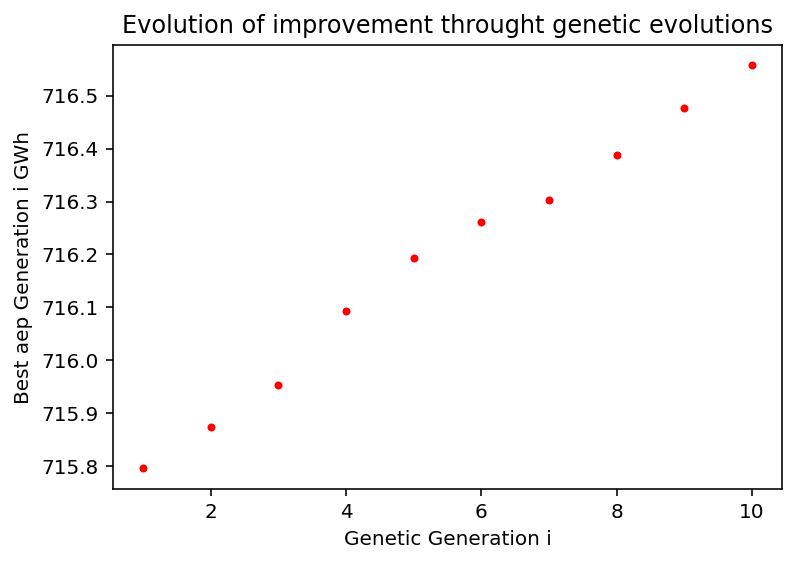 Evolution of improvement throught genetic evolutions
Best aep Generation i GWh
716.5
716.4
716.3
716.2
716.1
716.0
715.9
715.8
2 4 6 8 10
Genetic Generation i